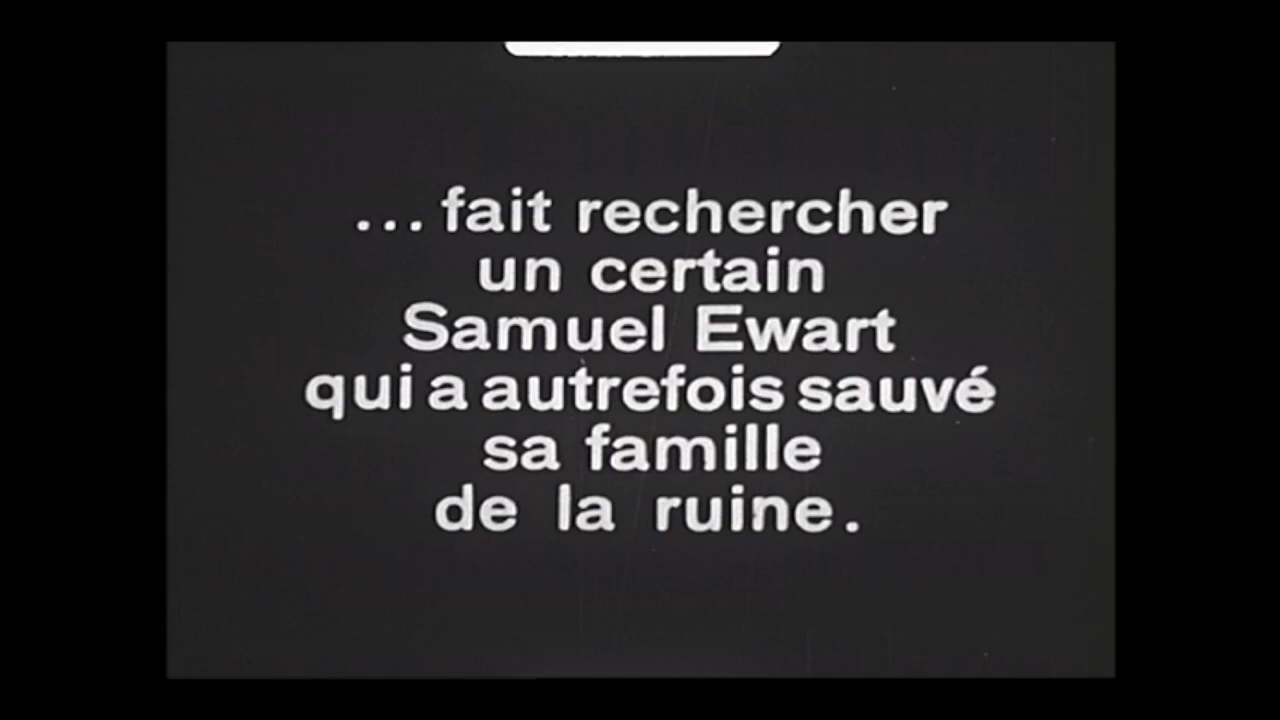 ... fait rechercher
un certain
Samuel Ewart
qui a autrefois sauvé
sa famille
de la ruine.